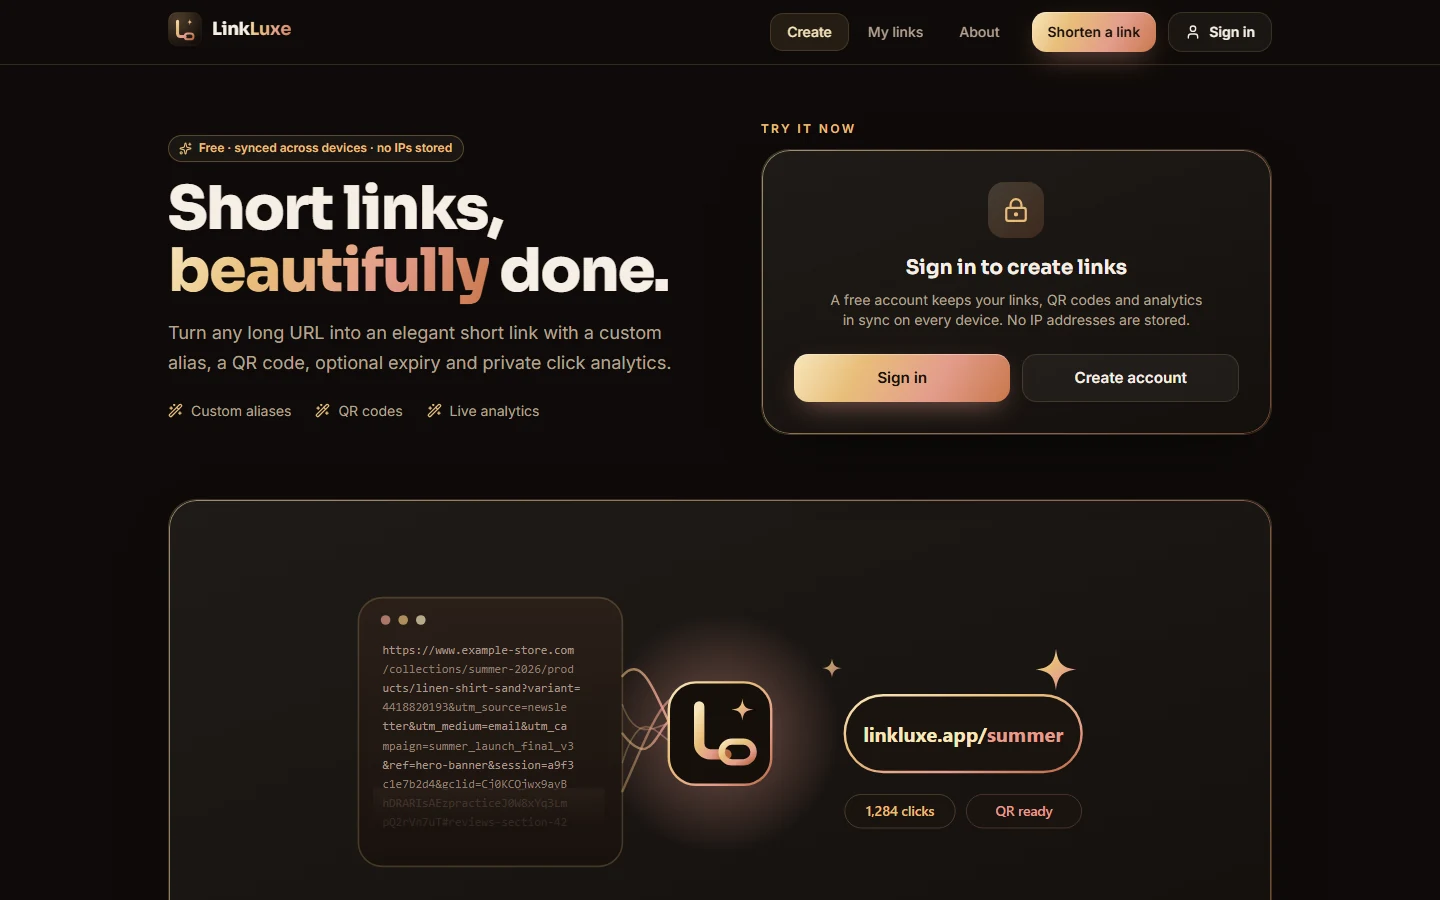 LinkLuxe
Create
My links
About
Shorten a link
Sign in
Free · synced across devices · no IPs stored
Short links,
beautifully done.
Turn any long URL into an elegant short link with a custom
alias, a QR code, optional expiry and private click analytics.
Custom aliases
QR codes
Live analytics
TRY IT NOW
Sign in to create links
A free account keeps your links, QR codes and analytics
in sync on every device. No IP addresses are stored.
Sign in
Create account
https://www.example-store.com
/collections/summer-2026/prod
ucts/linen-shirt-sand?variant=
4418820193&utm_source=newsle
tter&utm_medium=email&utm_ca
mpaign=summer_launch_final_v3
&ref=hero-banner&session=a9f3
c1e7b2d4&gclid=Cj0KCQjwx9ayB
pQ2rVn7uT#reviews-section-42
linkluxe.app/summer
1,284 clicks
QR ready